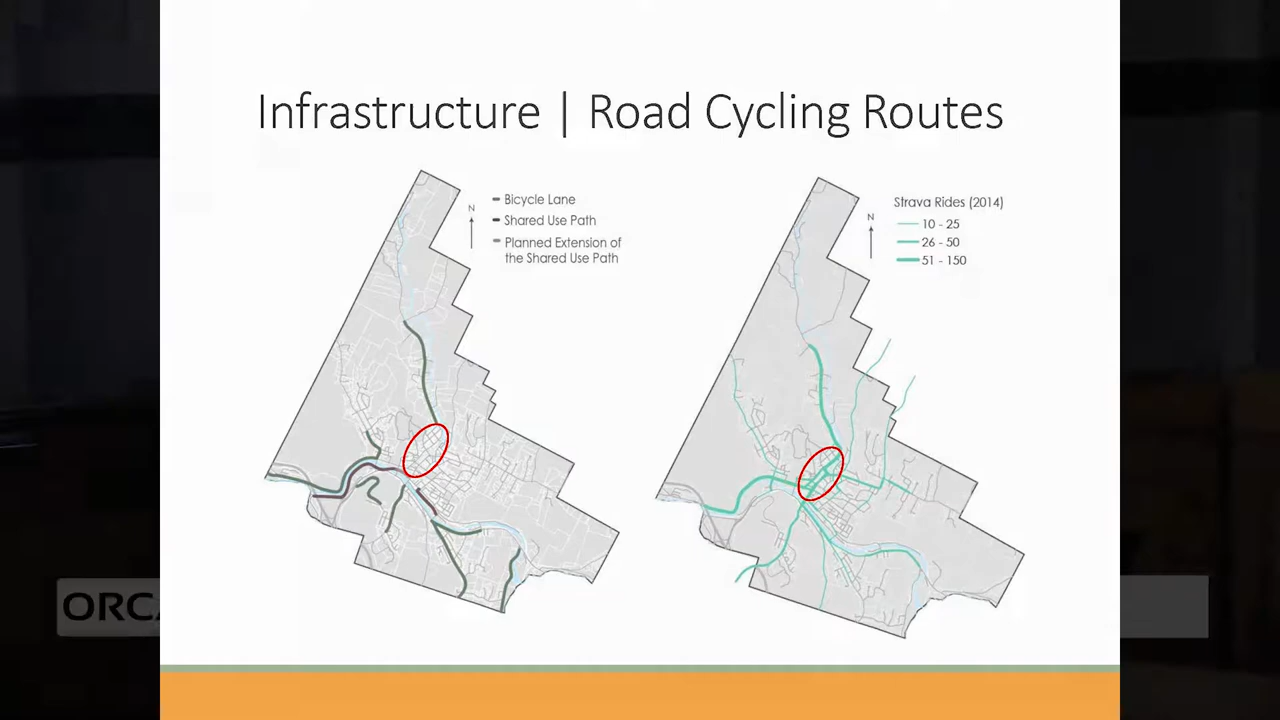 Infrastructure | Road Cycling Routes
N
Bicycle Lane
Shared Use Path
Planned Extension of
the Shared Use Path
N
Strava Rides (2014)
10 - 25
26 - 50
51 - 150